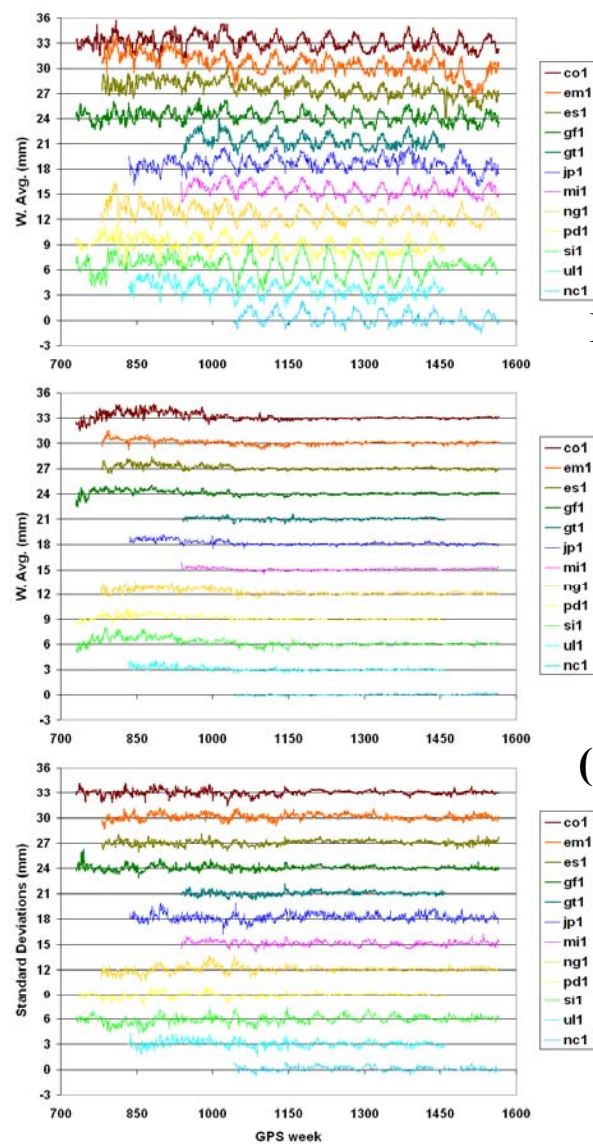 36
33
30
27
24
21
18
15
12
9
6
3
0
-3
W. Avg. (mm)
700 850 1000 1150 1300 1450 1600
co1
em1
es1
gf1
gt1
jp1
mi1
ng1
pd1
si1
ul1
nc1
36
33
30
27
24
21
18
15
12
9
6
3
0
-3
W. Avg. (mm)
700 850 1000 1150 1300 1450 1600
co1
em1
es1
gf1
gt1
jp1
mi1
ng1
pd1
si1
ul1
nc1
(
36
33
30
27
24
21
18
15
12
9
6
3
0
-3
Standard Deviations (mm)
700 850 1000 1150 1300 1450 1600
GPS week
co1
em1
es1
gf1
gt1
jp1
mi1
ng1
pd1
si1
ul1
nc1